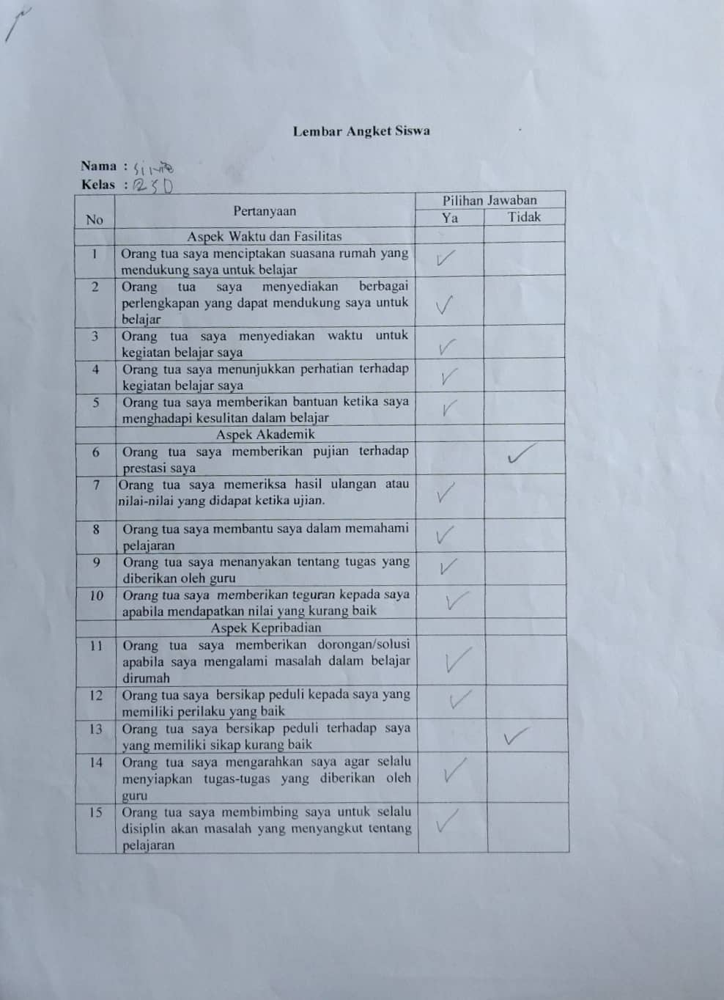 Lembar Angket Siswa
Nama :
Kelas : SD
Pilihan Jawaban
No Pertanyaan Ya Tidak
Aspek Waktu dan Fasilitas
1 Orang tua saya menciptakan suasana rumah yang
mendukung saya untuk belajar
2 Orang tua saya menyediakan berbagai
perlengkapan yang dapat mendukung saya untuk
belajar
3 Orang tua saya menyediakan waktu untuk
kegiatan belajar saya
4 Orang tua saya menunjukkan perhatian terhadap
kegiatan belajar saya
5 Orang tua saya memberikan bantuan ketika saya
menghadapi kesulitan dalam belajar
Aspek Akademik
6 Orang tua saya memberikan pujian terhadap
prestasi saya
7 Orang tua saya memeriksa hasil ulangan atau
nilai-nilai yang didapat ketika ujian.
8 Orang tua saya membantu saya dalam memahami
pelajaran
9 Orang tua saya menanyakan tentang tugas yang
diberikan oleh guru
10 Orang tua saya memberikan teguran kepada saya
apabila mendapatkan nilai yang kurang baik
Aspek Kepribadian
11 Orang tua saya memberikan dorongan/solusi
apabila saya mengalami masalah dalam belajar
dirumah
12 Orang tua saya bersikap peduli kepada saya yang
memiliki perilaku yang baik
13 Orang tua saya bersikap peduli terhadap saya
yang memiliki sikap kurang baik
14 Orang tua saya mengarahkan saya agar selalu
menyiapkan tugas-tugas yang diberikan oleh
guru
15 Orang tua saya membimbing saya untuk selalu
disiplin akan masalah yang menyangkut tentang
pelajaran